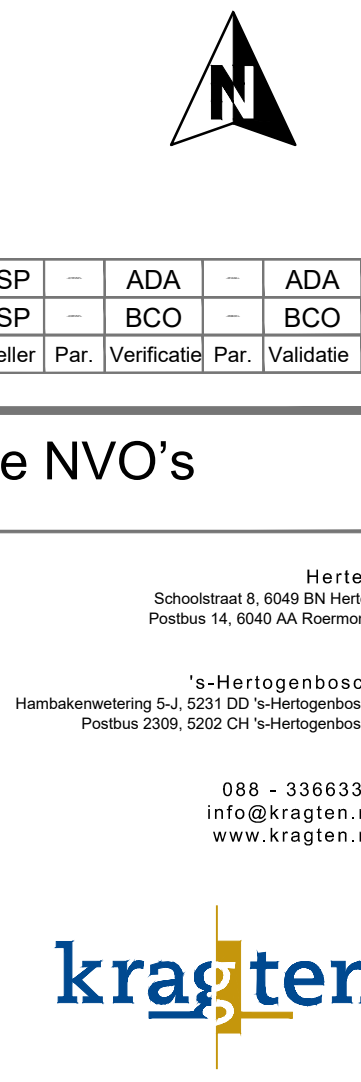 N
SP ADA ADA
SP BCO BCO
eller Par. Verificatie Par. Validatie
e NVO’s
Herte
Schoolstraat 8, 6049 BN Herte
Postbus 14, 6040 AA Roermon
's-Hertogenbosc
Hambakenwetering 5-J, 5231 DD 's-Hertogenbos
Postbus 2309, 5202 CH 's-Hertogenbos
088 - 336633
info@kragten.n
www.kragten.n
kragten